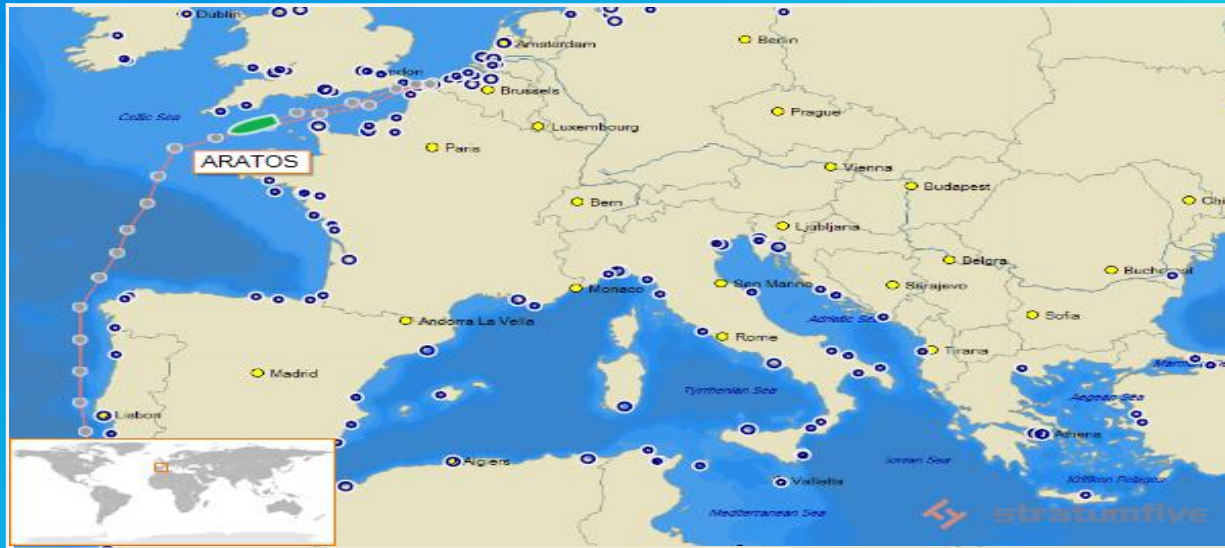 Dublin
Amsterdam
Berlin
Brussels
Celtic Sea
Prague
Luxembourg
Paris
ARATOS
Vienna
Budapest
Bern
Ljubljana
Belgra
Bucharest
Monaco
San Marino
Sarajevo
Adriatic Sea
Sofia
Andorra La Vella
Rome
Tirana
Madrid
Tyrrhenian Sea
Aegean Sea
Lisbon
Athens
Algiers
Ionian Sea
Valletta
Mediterranean Sea
stratumfive